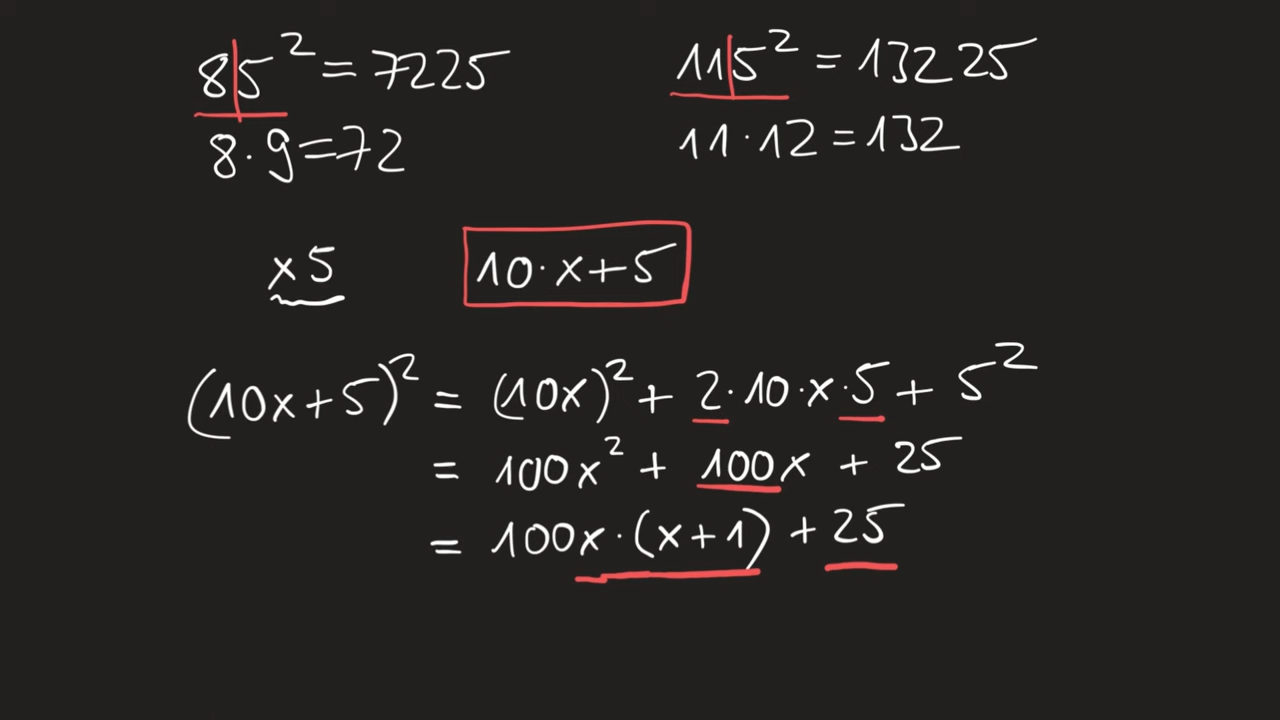 85² = 7225
8·9=72
115² = 13225
11·12=132
x5
10·x+5
(10x+5)² = (10x)² + 2·10·x·5 + 5²
= 100x² + 100x + 25
= 100x·(x+1) + 25